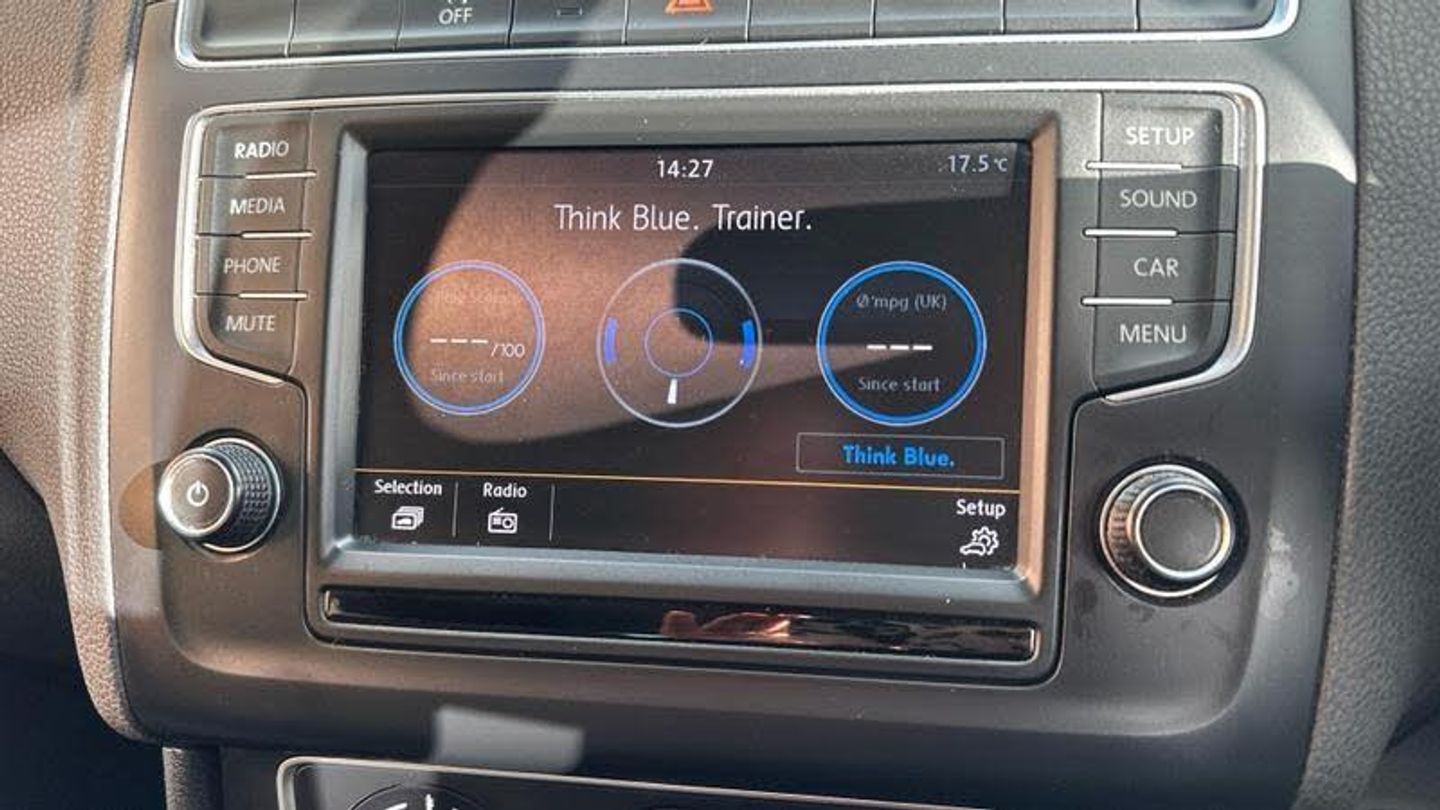 OFF
RADIO
MEDIA
PHONE
MUTE
SETUP
SOUND
CAR
MENU
14:27
17.5 °C
Think Blue. Trainer.
---/100
Since start
Ø mpg (UK)
---
Since start
Think Blue.
Selection
Radio
Setup